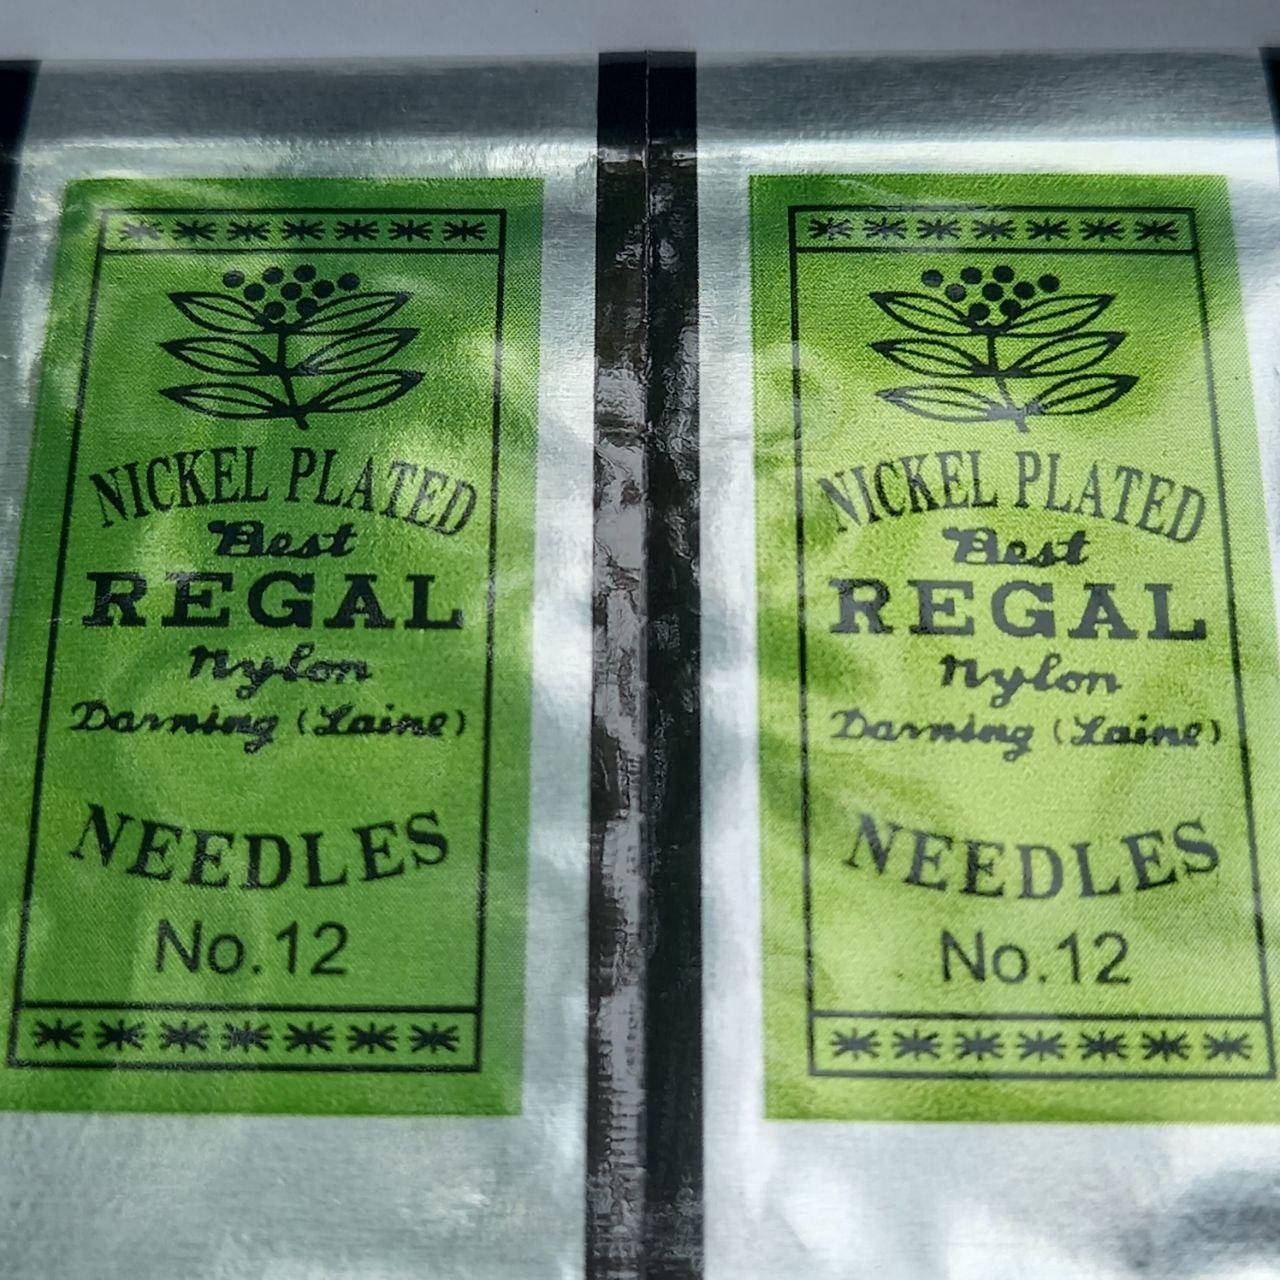 NICKEL PLATED
Best
REGAL
Nylon
Darning (Laine)
NEEDLES
No.12
NICKEL PLATED
Best
REGAL
Nylon
Darning (Laine)
NEEDLES
No.12